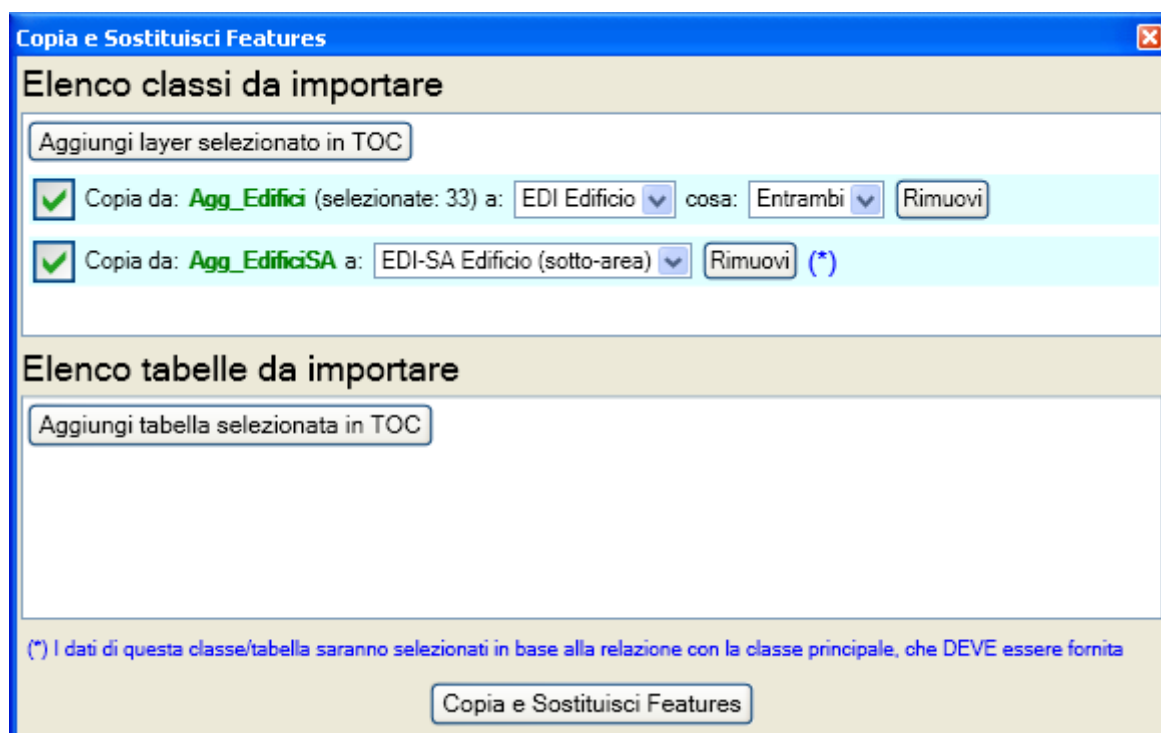 Copia e Sostituisci Features
Elenco classi da importare
Aggiungi layer selezionato in TOC
Copia da: Agg_Edifici (selezionate: 33) a: EDI Edificio cosa: Entrambi Rimuovi
Copia da: Agg_EdificiSA a: EDI-SA Edificio (sotto-area) Rimuovi (*)
Elenco tabelle da importare
Aggiungi tabella selezionata in TOC
(*) I dati di questa classe/tabella saranno selezionati in base alla relazione con la classe principale, che DEVE essere fornita
Copia e Sostituisci Features